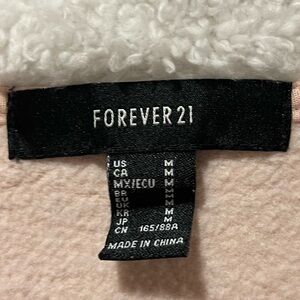 FOREVER 21
US M
CA M
MX/ECU M
BR M
EU M
UK M
KR M
JP M
CN 165/88A
MADE IN CHINA